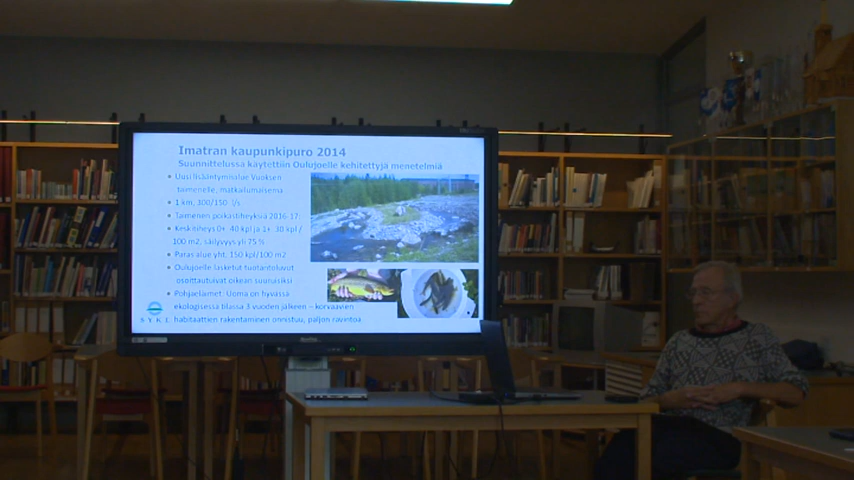 Imatran kaupunkipuro 2014
Suunnittelussa käytettiin Oulujoelle kehitettyjä menetelmiä
• Uusi lisääntymisalue Vuoksen
taimenelle, matkailumaisema
• 1 km, 300/150 l/s
• Taimenen poikastiheyksiä 2016-17:
• Keskitiheys 0+ 40 kpl ja 1+ 30 kpl /
100 m2, säilyvyys yli 75 %
• Paras alue yht. 150 kpl/100 m2
• Oulujoelle lasketut tuotantoluvut
osoittautuivat oikean suuruisiksi
• Pohjaeläimet: Uoma on hyvässä
ekologisessa tilassa 3 vuoden jälkeen – korvaavien
habitaattien rakentaminen onnistuu, paljon ravintoa
S Y K E